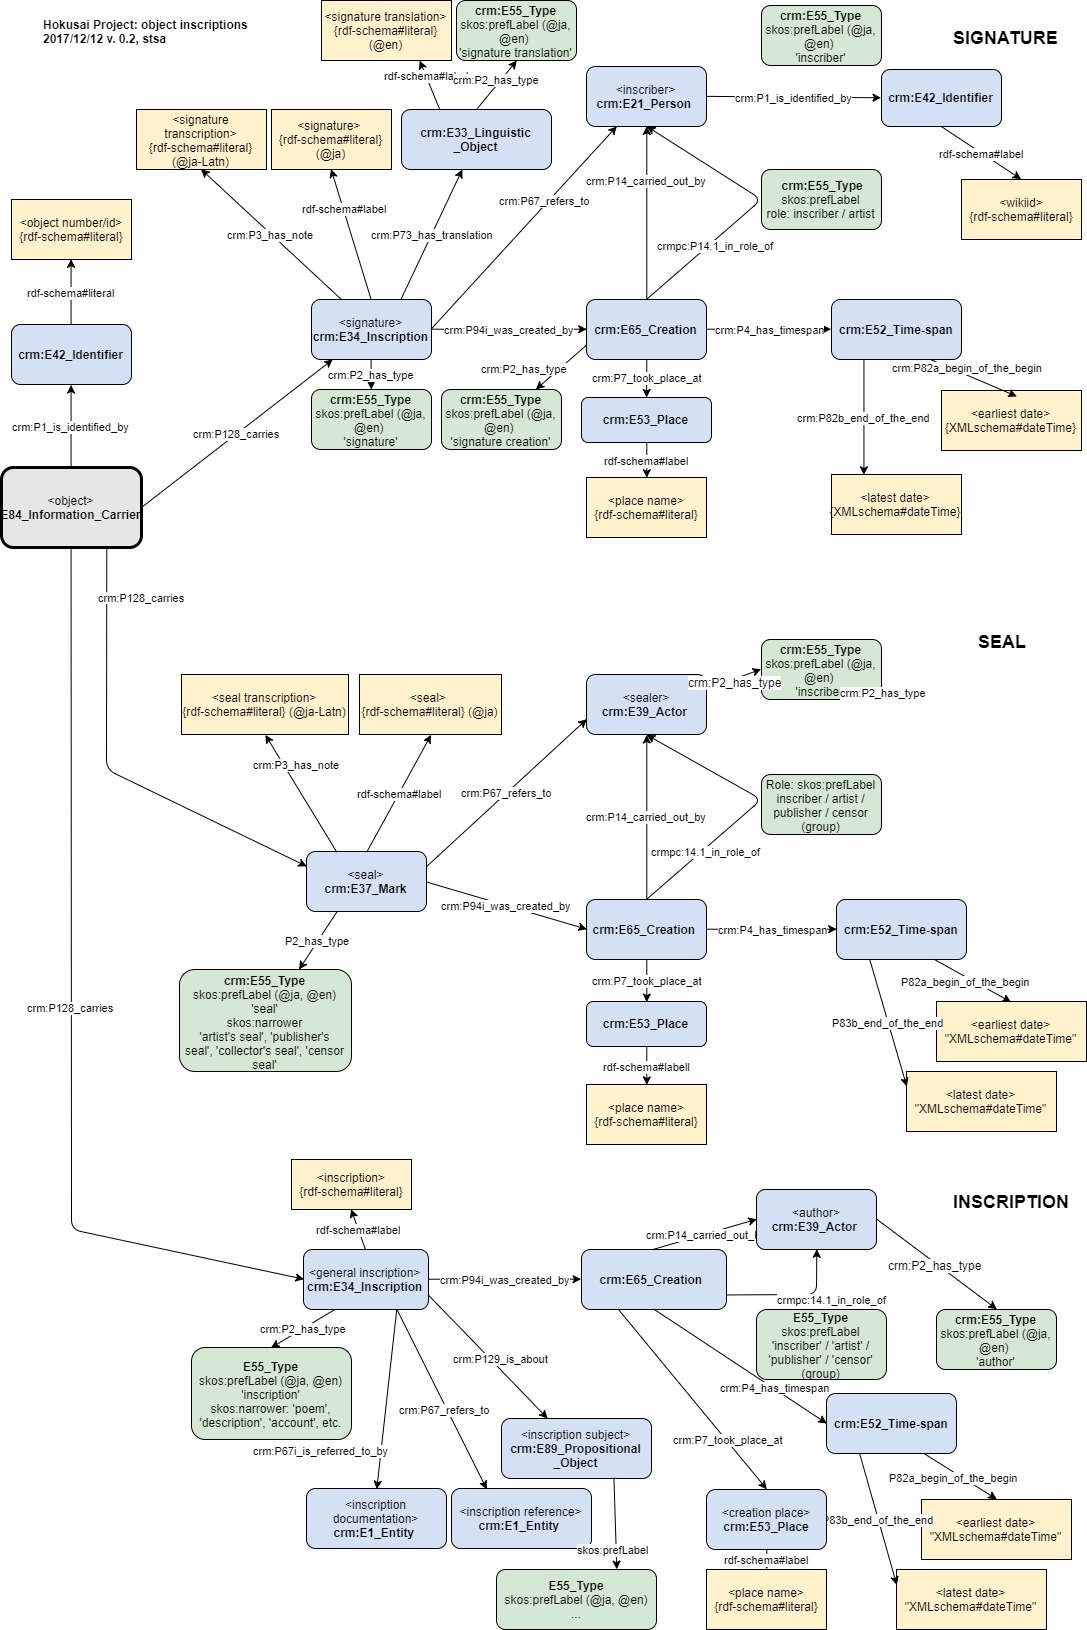 Hokusai Project: object inscriptions
2017/12/12 v. 0.2, stsa
SIGNATURE
<signature translation>
{rdf-schema#literal}
(@en)
crm:E55_Type
skos:prefLabel (@ja,
@en)
'signature translation'
crm:E55_Type
skos:prefLabel (@ja,
@en)
'inscriber'
crm:P2_has_type
<inscriber>
crm:E21_Person
crm:P1_is_identified_by
crm:E42_Identifier
rdf-schema#label
<wikiid>
{rdf-schema#literal}
<signature
transcription>
{rdf-schema#literal}
(@ja-Latn)
<signature>
{rdf-schema#literal}
(@ja)
crm:E33_Linguistic
_Object
crm:P14_carried_out_by
crm:E55_Type
skos:prefLabel
role: inscriber / artist
crmpc:P14.1_in_role_of
crm:P67_refers_to
<object number/id>
{rdf-schema#literal}
rdf-schema#label
crm:P3_has_note
crm:P73_has_translation
rdf-schema#literal
crm:E42_Identifier
crm:P1_is_identified_by
<signature>
crm:E34_Inscription
crm:P94i_was_created_by
crm:E65_Creation
crm:P4_has_timespan
crm:E52_Time-span
crm:P2_has_type
crm:P2_has_type
crm:P7_took_place_at
crm:P82a_begin_of_the_begin
crm:E55_Type
skos:prefLabel (@ja,
@en)
'signature'
crm:E55_Type
skos:prefLabel (@ja,
@en)
'signature creation'
crm:E53_Place
crm:P82b_end_of_the_end
<earliest date>
{XMLschema#dateTime}
rdf-schema#label
<place name>
{rdf-schema#literal}
<latest date>
{XMLschema#dateTime}
crm:P128_carries
<object>
E84_Information_Carrier
crm:P128_carries
SEAL
<seal transcription>
{rdf-schema#literal} (@ja-Latn)
<seal>
{rdf-schema#literal} (@ja)
<sealer>
crm:E39_Actor
crm:P2_has_type
crm:E55_Type
skos:prefLabel (@ja,
@en)
'inscribe
crm:P2_has_type
crm:P3_has_note
rdf-schema#label
crm:P67_refers_to
crm:P14_carried_out_by
Role: skos:prefLabel
inscriber / artist /
publisher / censor
(group)
crmpc:14.1_in_role_of
<seal>
crm:E37_Mark
crm:P94i_was_created_by
crm:E65_Creation
crm:P4_has_timespan
crm:E52_Time-span
P2_has_type
crm:E55_Type
skos:prefLabel (@ja, @en)
'seal'
skos:narrower
'artist's seal', 'publisher's
seal', 'collector's seal', 'censor
seal'
crm:P7_took_place_at
crm:E53_Place
rdf-schema#labell
<place name>
{rdf-schema#literal}
P82a_begin_of_the_begin
P83b_end_of_the_end
<earliest date>
"XMLschema#dateTime"
<latest date>
"XMLschema#dateTime"
crm:P128_carries
INSCRIPTION
<inscription>
{rdf-schema#literal}
rdf-schema#label
<general inscription>
crm:E34_Inscription
crm:P94i_was_created_by
crm:E65_Creation
crm:P14_carried_out_
<author>
crm:E39_Actor
crm:P2_has_type
crmpc:14.1_in_role_of
E55_Type
skos:prefLabel
'inscriber' / 'artist' /
'publisher' / 'censor'
(group)
crm:E55_Type
skos:prefLabel (@ja,
@en)
'author'
crm:P2_has_type
E55_Type
skos:prefLabel (@ja, @en)
'inscription'
skos:narrower: 'poem',
'description', 'account', etc.
crm:P129_is_about
crm:P67_refers_to
crm:P67i_is_referred_to_by
<inscription subject>
crm:E89_Propositional
_Object
crm:P4_has_timespan
crm:E52_Time-span
crm:P7_took_place_at
P82a_begin_of_the_begin
<inscription
documentation>
crm:E1_Entity
<inscription reference>
crm:E1_Entity
<creation place>
crm:E53_Place
P83b_end_of_the_end
<earliest date>
"XMLschema#dateTime"
skos:prefLabel
E55_Type
skos:prefLabel (@ja, @en)
...
rdf-schema#label
<place name>
{rdf-schema#literal}
<latest date>
"XMLschema#dateTime"